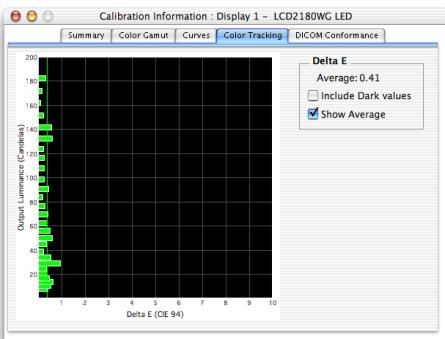 Calibration Information : Display 1 – LCD2180WG LED
Summary Color Gamut Curves Color Tracking DICOM Conformance
Delta E
Average: 0.41
Include Dark values
Show Average
Output Luminance (Candelas)
200
180
160
140
120
100
80
60
40
20
1 2 3 4 5 6 7 8 9 10
Delta E (CIE 94)